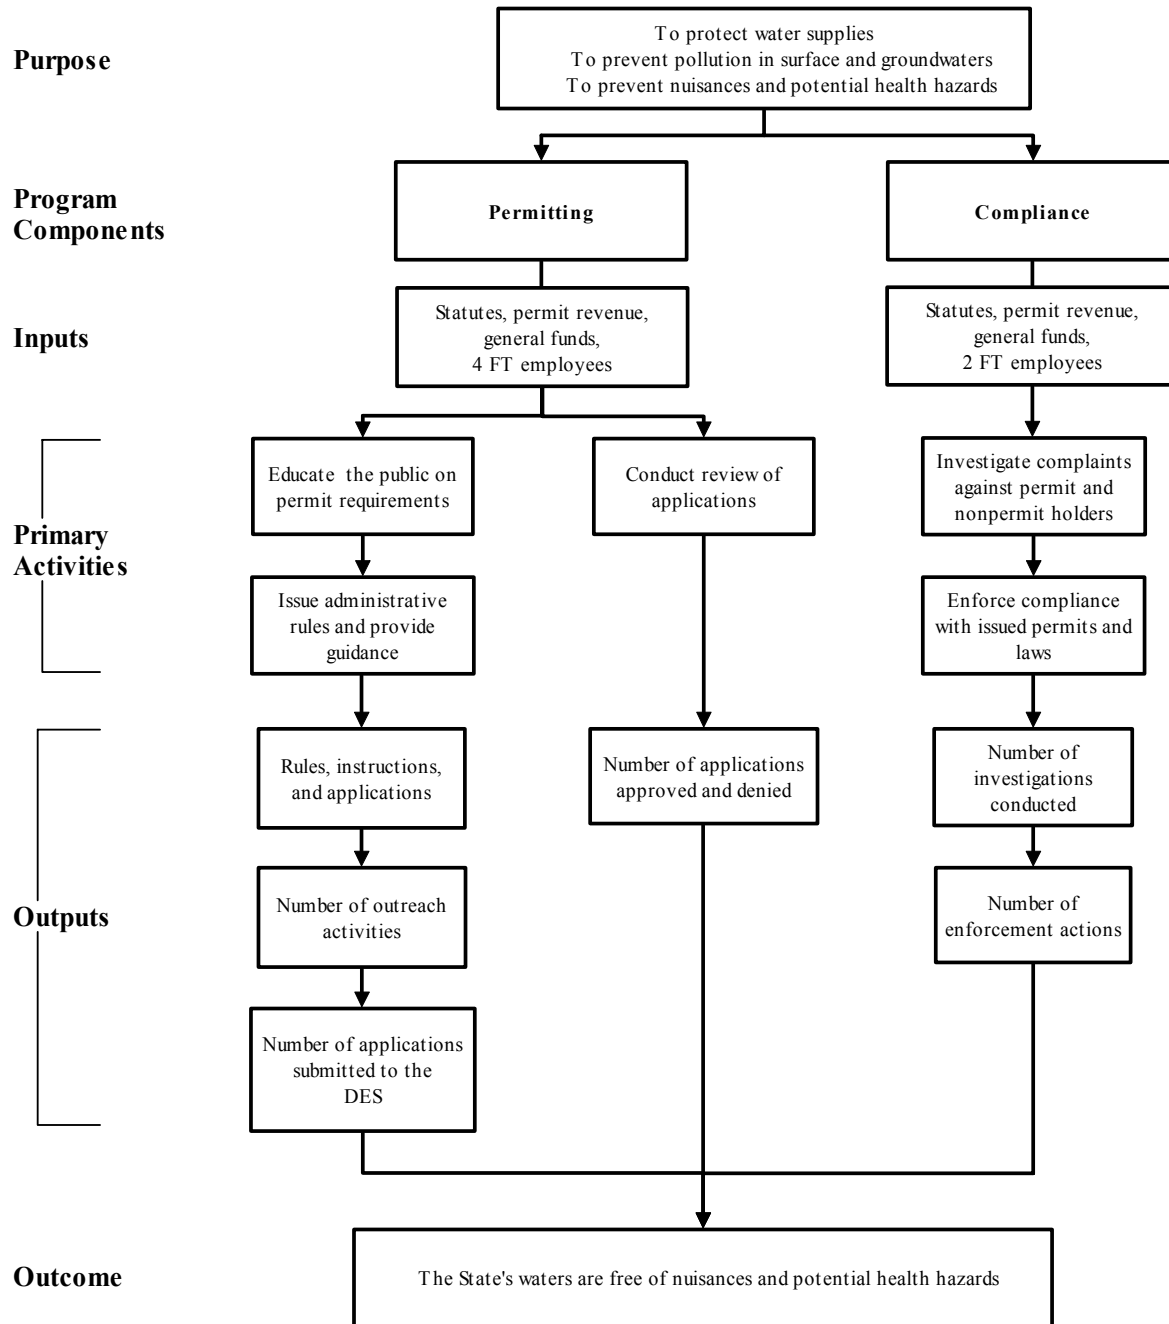 Purpose
To protect water supplies
To prevent pollution in surface and groundwaters
To prevent nuisances and potential health hazards
Program
Components
Permitting
Compliance
Inputs
Statutes, permit revenue,
general funds,
4 FT employees
Statutes, permit revenue,
general funds,
2 FT employees
Primary
Activities
Educate the public on
permit requirements
Conduct review of
applications
Investigate complaints
against permit and
nonpermit holders
Issue administrative
rules and provide
guidance
Enforce compliance
with issued permits and
laws
Outputs
Rules, instructions,
and applications
Number of applications
approved and denied
Number of
investigations
conducted
Number of outreach
activities
Number of
enforcement actions
Number of applications
submitted to the
DES
Outcome
The State's waters are free of nuisances and potential health hazards